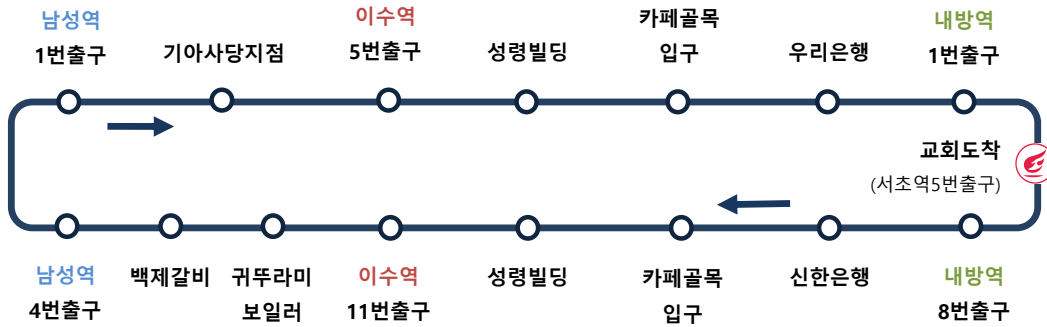 남성역
1번출구
기아사당지점
이수역
5번출구
성령빌딩
카페골목
입구
우리은행
내방역
1번출구
교회도착
(서초역5번출구)
남성역
4번출구
백제갈비
귀뚜라미
보일러
이수역
11번출구
성령빌딩
카페골목
입구
신한은행
내방역
8번출구